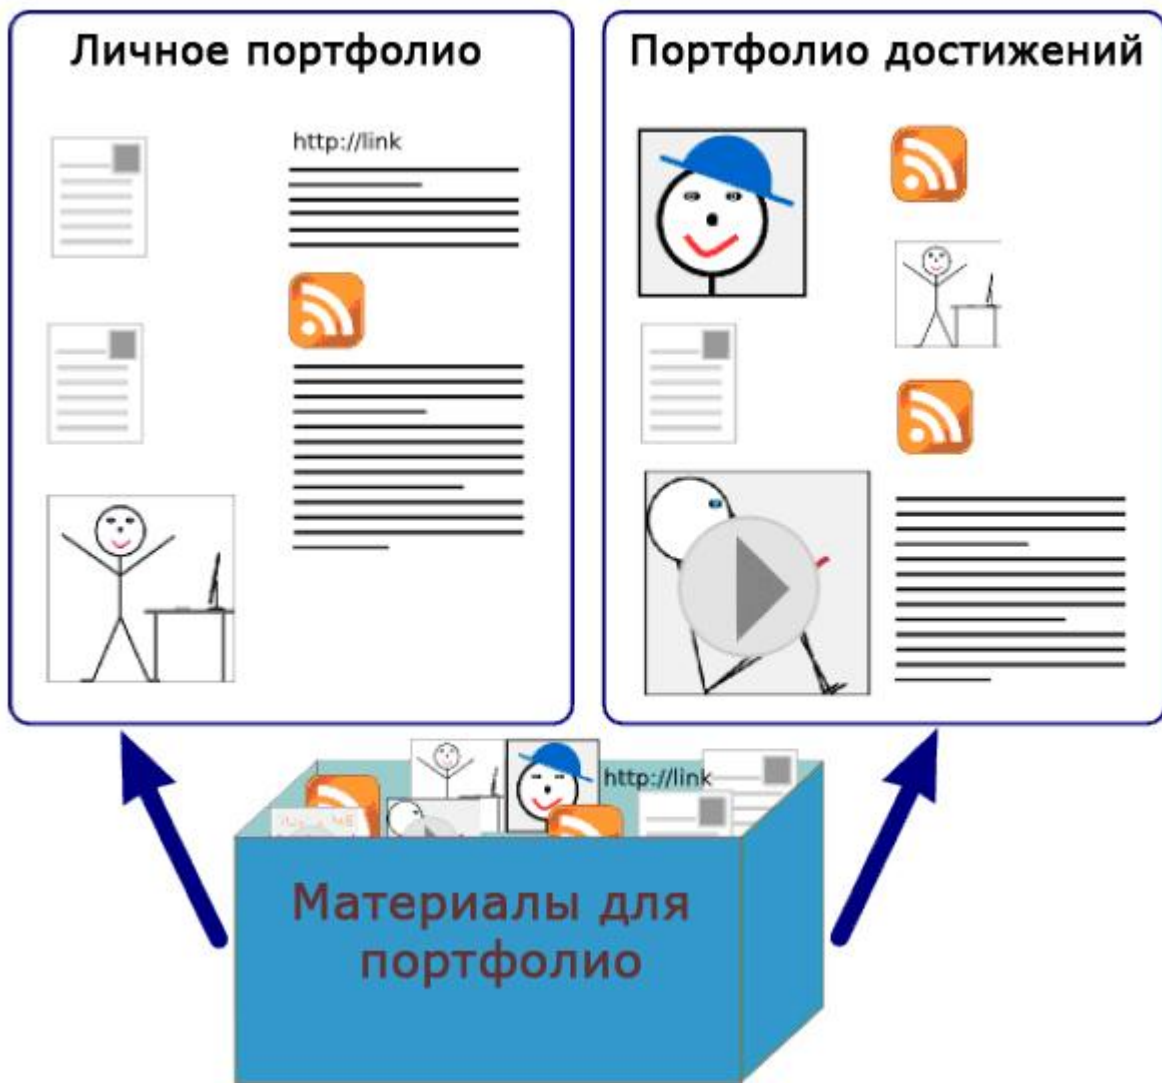 Личное портфолио
Портфолио достижений
http://link
http://link
Материалы для
портфолио